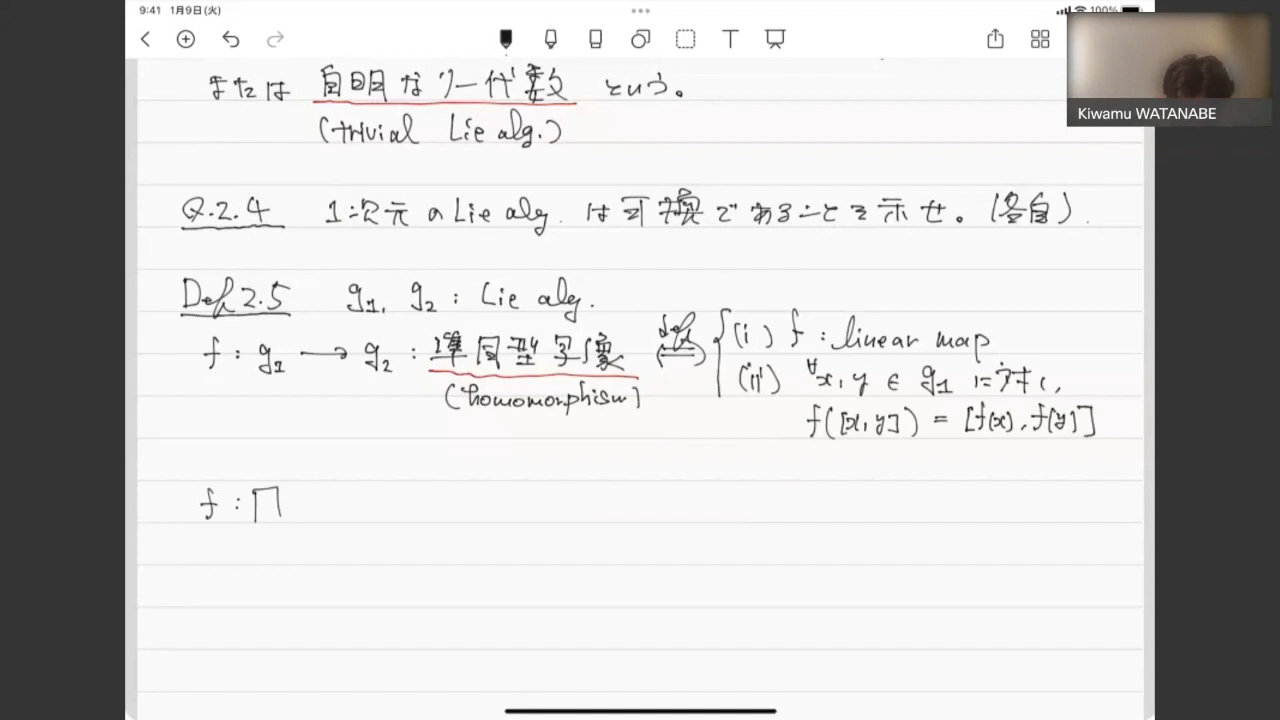 9:41 1月9日(火)
100%
Kiwamu WATANABE
または 自明なリー代数 という。
(trivial Lie alg.)
Q.2.4 1次元のLie alg. は可換であることを示せ。(各自).
Def 2.5 g1, g2 : Lie alg.
f : g1 → g2 : 準同型写像 def⇔ { (i) f : linear map
(homomorphism) (ii) ∀x, y ∈ g1 に対し,
f([x, y]) = [f(x), f(y)]
f :